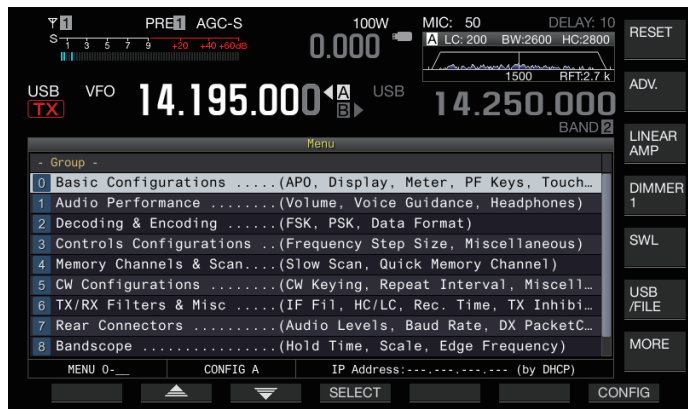 1 PRE1 AGC-S 100W MIC: 50 DELAY: 10 RESET
S 1 3 5 7 9 +20 +40 +60dB 0.000 A LC: 200 BW:2600 HC:2800
1500 RFT:2.7 k
USB VFO 14.195.000 A USB 14.250.000 ADV.
TX B BAND 2
LINEAR AMP
Menu
- Group -
0 Basic Configurations .....(APO, Display, Meter, PF Keys, Touch…
DIMMER 1
1 Audio Performance ........(Volume, Voice Guidance, Headphones)
2 Decoding & Encoding ......(FSK, PSK, Data Format)
3 Controls Configurations ..(Frequency Step Size, Miscellaneous)
SWL
4 Memory Channels & Scan....(Slow Scan, Quick Memory Channel)
5 CW Configurations ........(CW Keying, Repeat Interval, Miscell…
6 TX/RX Filters & Misc .....(IF Fil, HC/LC, Rec. Time, TX Inhibi…
USB /FILE
7 Rear Connectors ..........(Audio Levels, Baud Rate, DX PacketC…
8 Bandscope ................(Hold Time, Scale, Edge Frequency)
MORE
MENU 0-__ CONFIG A IP Address:---.---.---.--- (by DHCP)
SELECT CONFIG